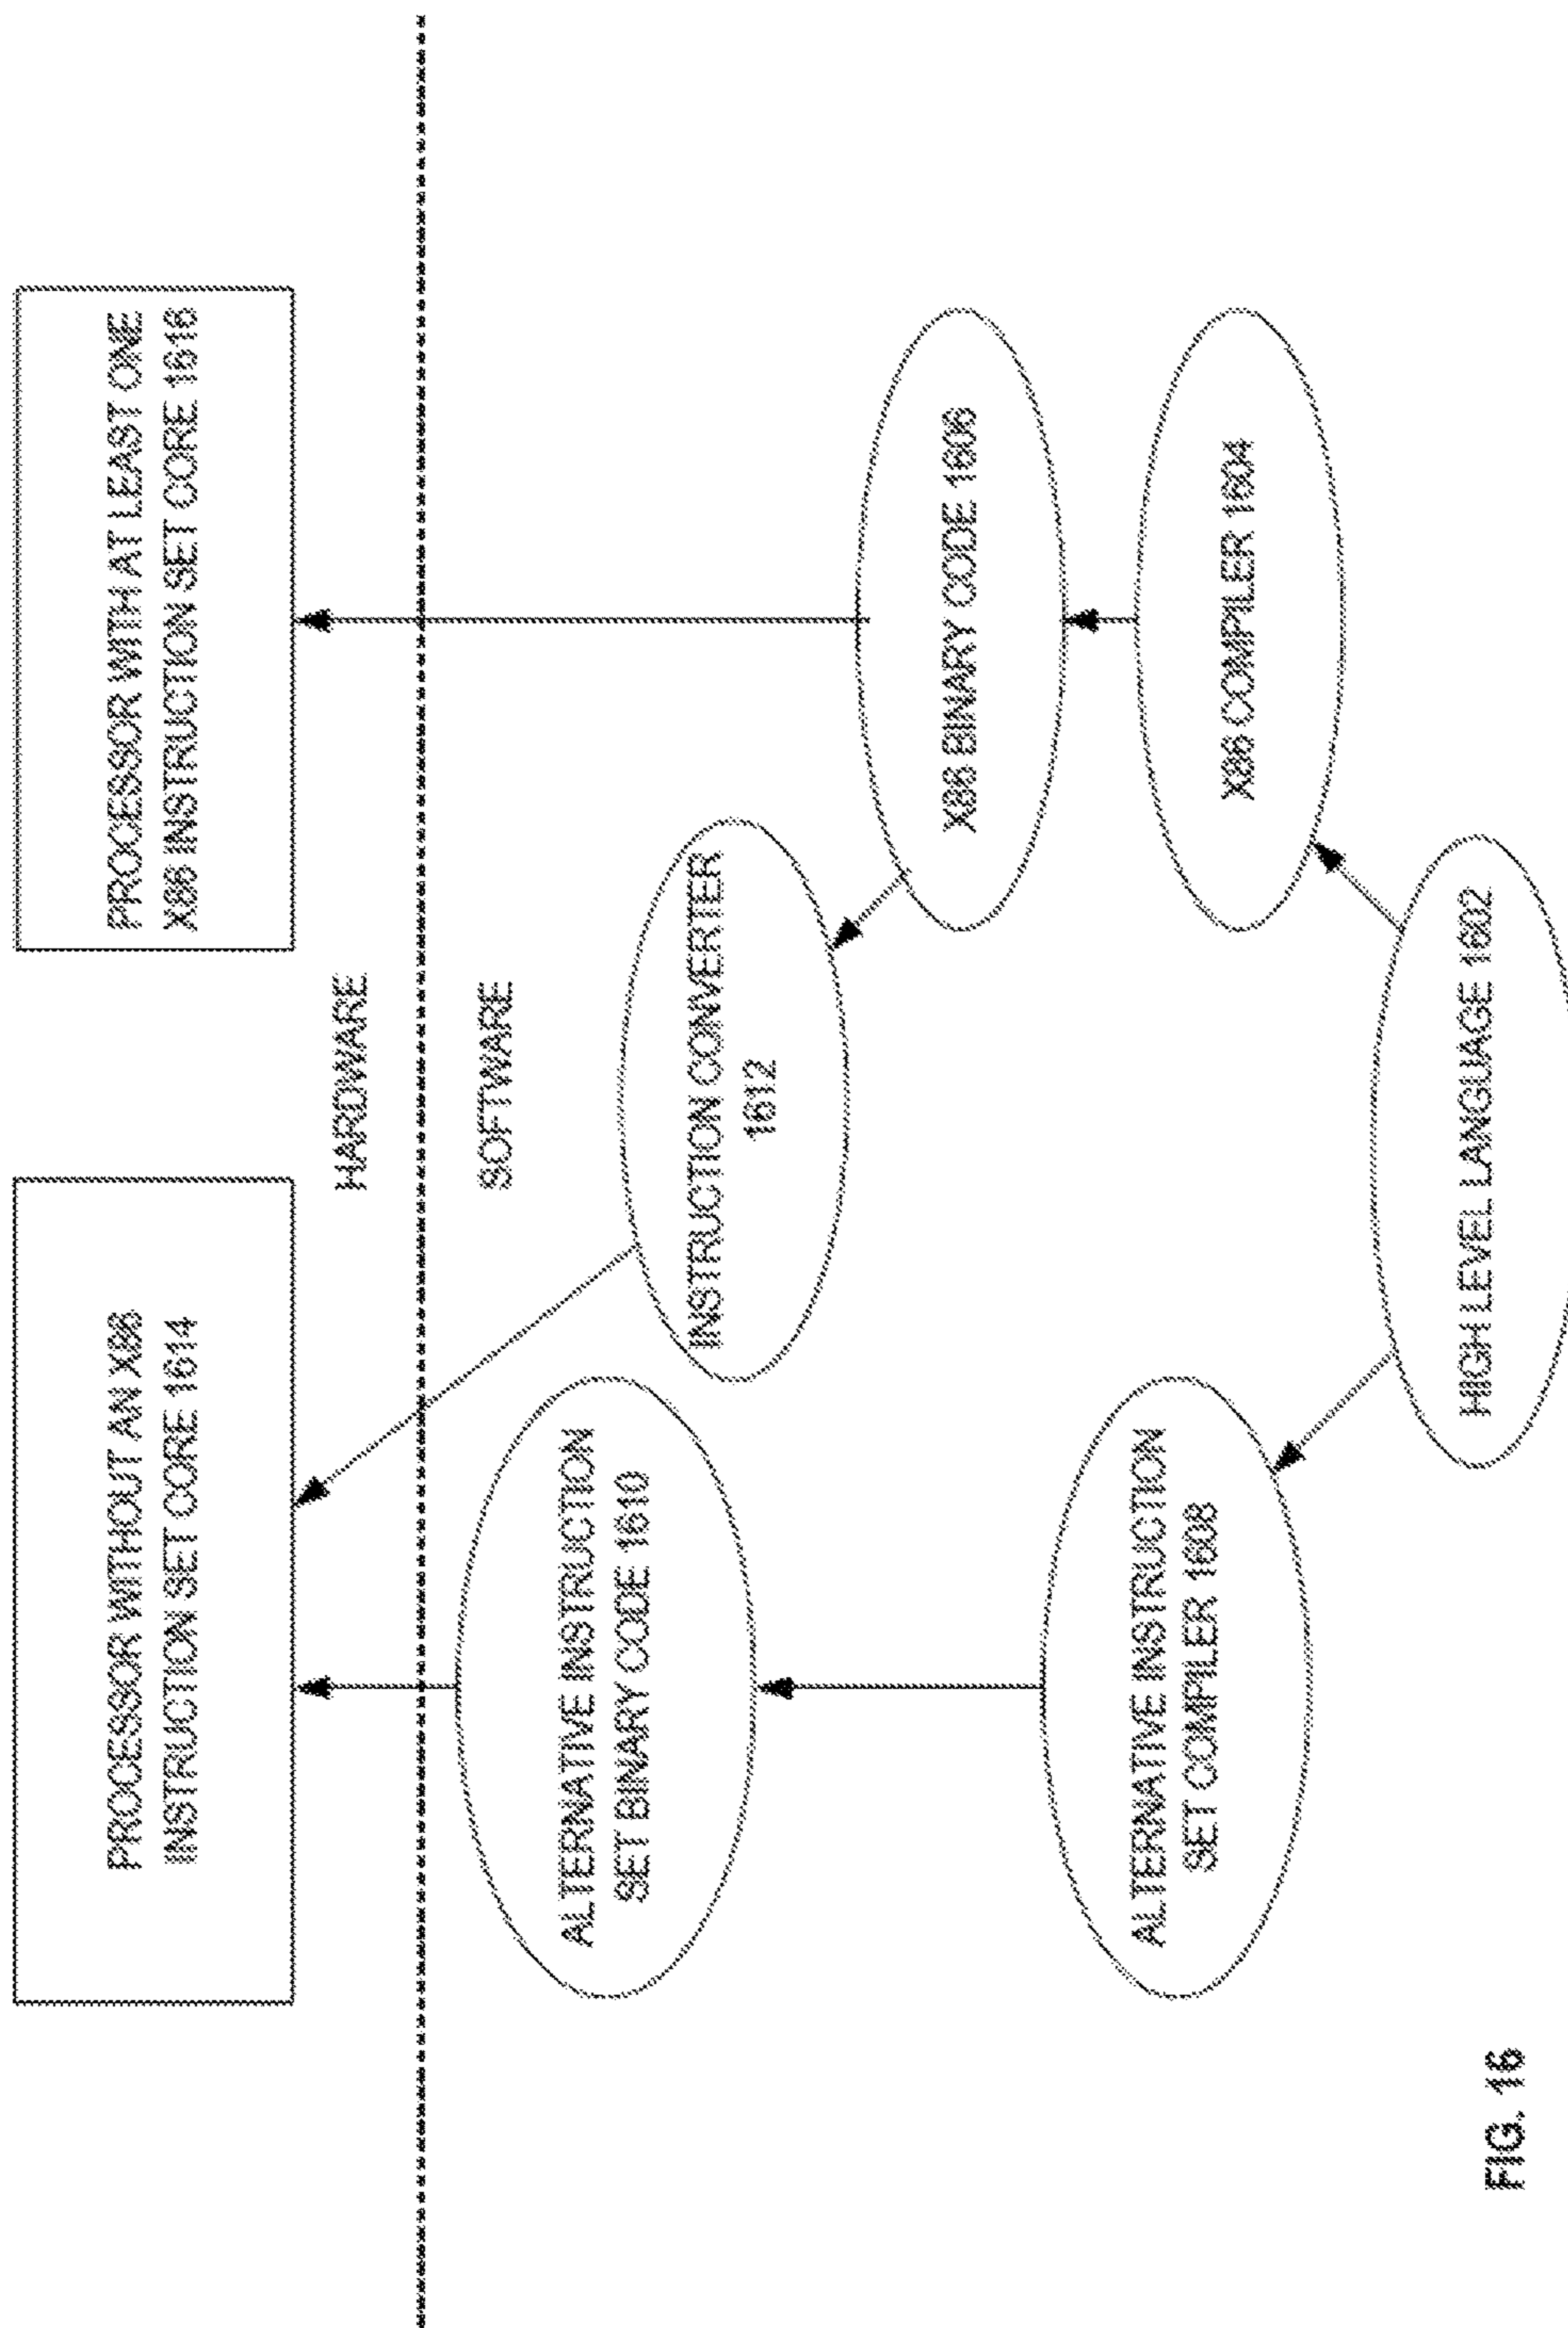 PROCESSOR WITHOUT AN X86
INSTRUCTION SET CORE 1614
PROCESSOR WITH AT LEAST ONE
X86 INSTRUCTION SET CORE 1616
HARDWARE
SOFTWARE
ALTERNATIVE INSTRUCTION
SET BINARY CODE 1610
INSTRUCTION CONVERTER
1612
X86 BINARY CODE 1606
ALTERNATIVE INSTRUCTION
SET COMPILER 1608
X86 COMPILER 1604
HIGH LEVEL LANGUAGE 1602
FIG. 16